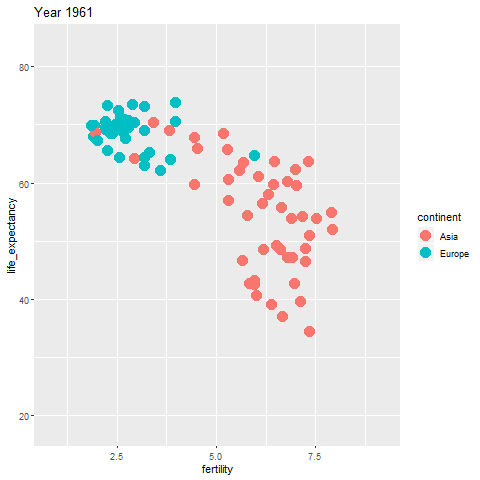 Year 1961
80
60
40
20
life_expectancy
2.5 5.0 7.5
fertility
continent
Asia
Europe